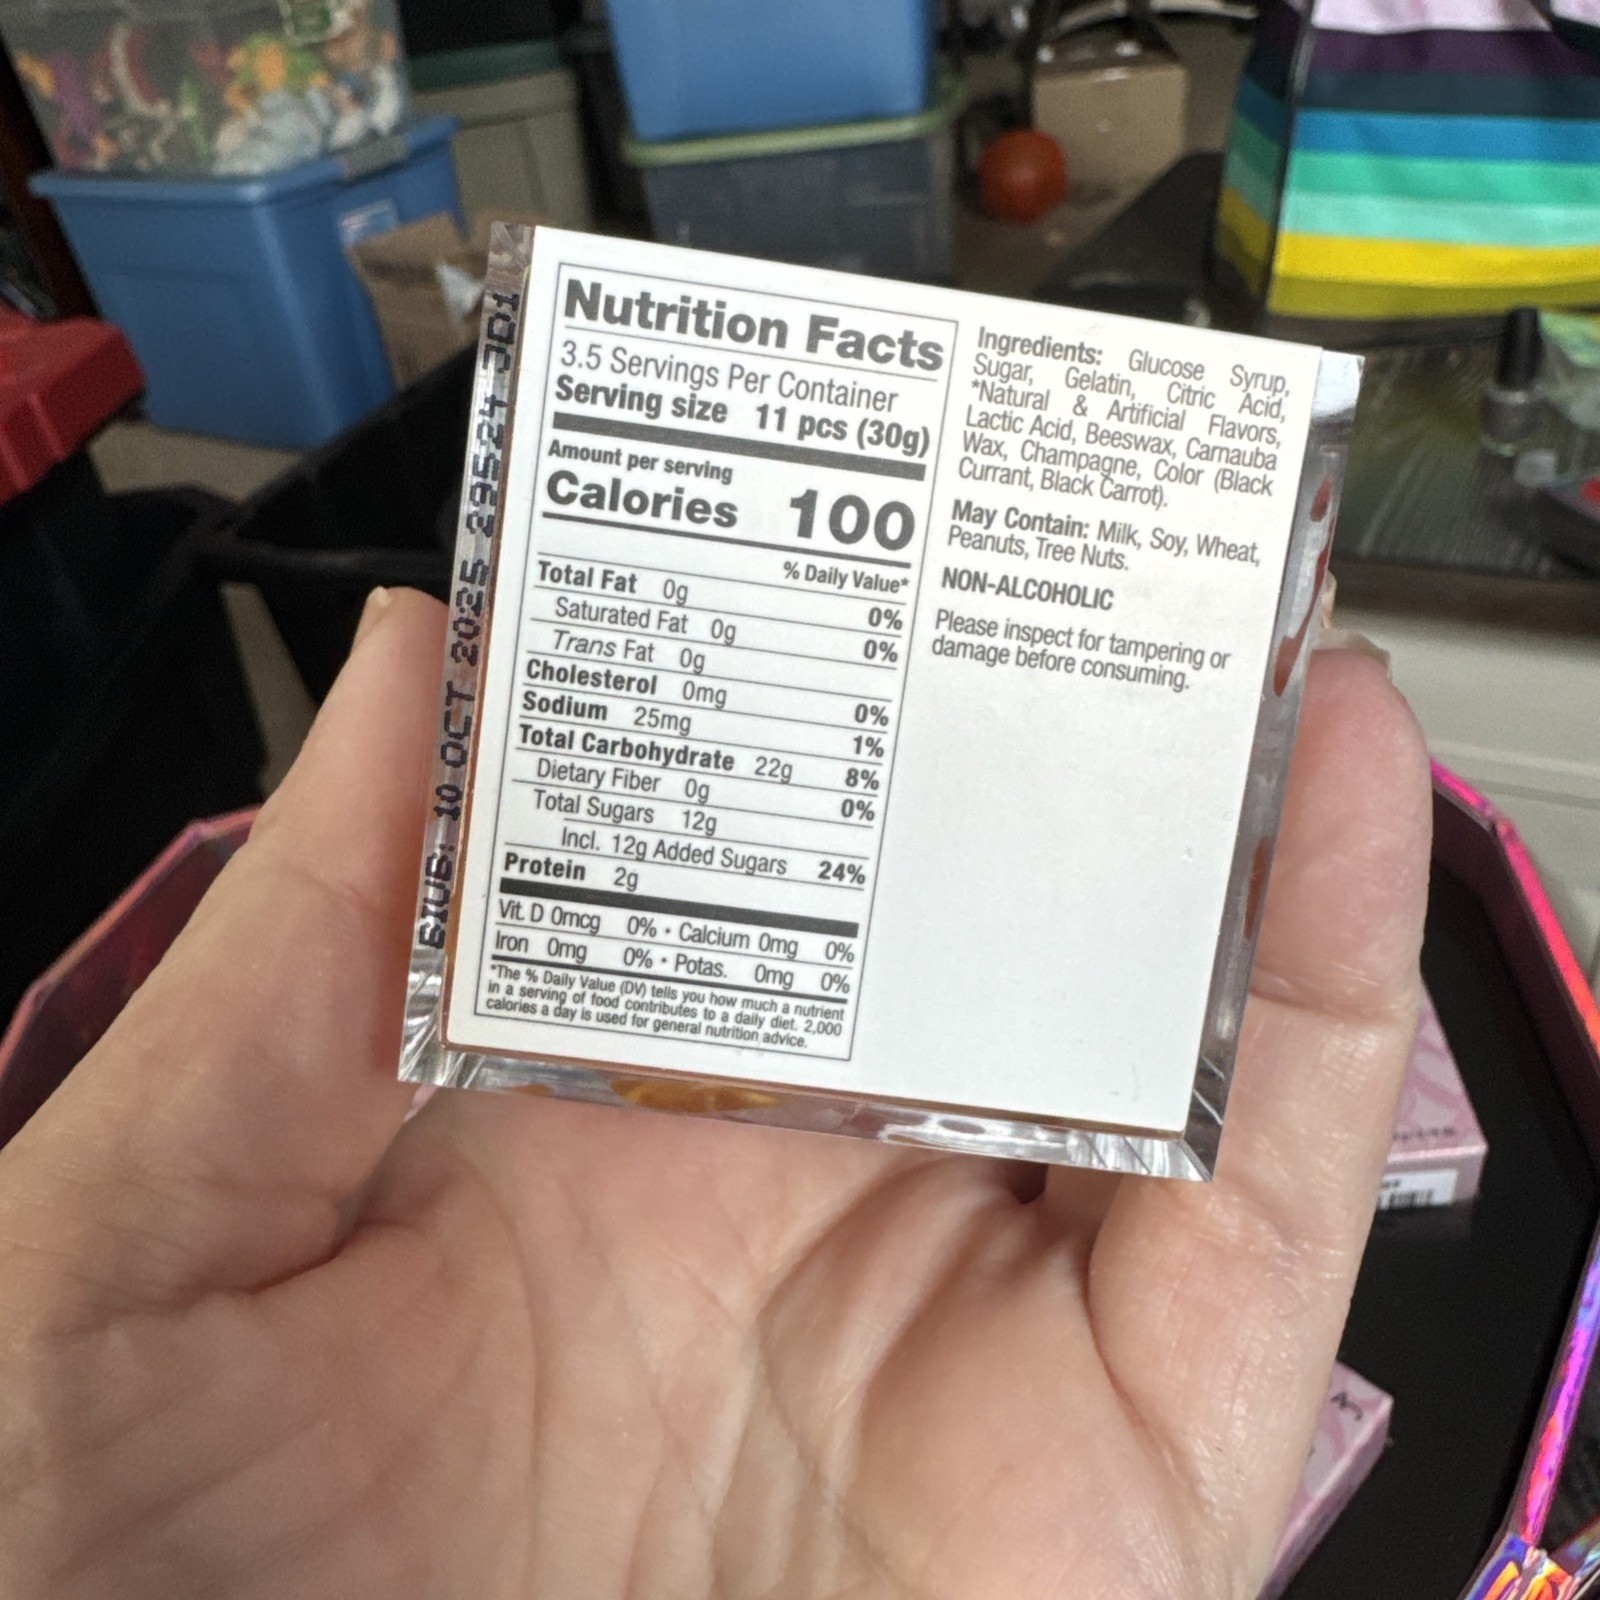 Nutrition Facts
3.5 Servings Per Container
Serving size 11 pcs (30g)
Amount per serving
Calories 100
% Daily Value*
Total Fat 0g 0%
Saturated Fat 0g 0%
Trans Fat 0g
Cholesterol 0mg 0%
Sodium 25mg 1%
Total Carbohydrate 22g 8%
Dietary Fiber 0g 0%
Total Sugars 12g
Incl. 12g Added Sugars 24%
Protein 2g
Vit. D 0mcg 0% • Calcium 0mg 0%
Iron 0mg 0% • Potas. 0mg 0%
*The % Daily Value (DV) tells you how much a nutrient
in a serving of food contributes to a daily diet. 2,000
calories a day is used for general nutrition advice.
Ingredients: Glucose Syrup,
Sugar, Gelatin, Citric Acid,
*Natural & Artificial Flavors,
Lactic Acid, Beeswax, Carnauba
Wax, Champagne, Color (Black
Currant, Black Carrot).
May Contain: Milk, Soy, Wheat,
Peanuts, Tree Nuts.
NON-ALCOHOLIC
Please inspect for tampering or
damage before consuming.
BIUB: 10 OCT 2025 29524 301